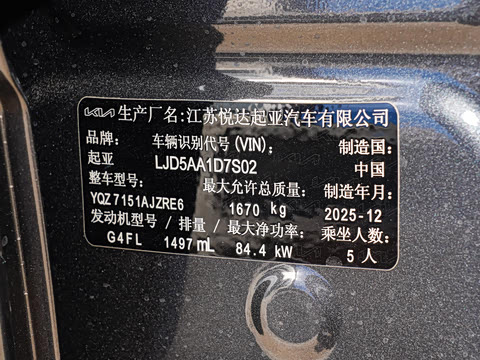 KIA 生产厂名:江苏悦达起亚汽车有限公司
品牌: 车辆识别代号(VIN): 制造国:
起亚 LJD5AA1D7S02 中国
整车型号: 最大允许总质量: 制造年月:
YQZ7151AJZRE6 1670 kg 2025-12
发动机型号/排量/最大净功率: 乘坐人数:
G4FL 1497 mL 84.4 kW 5 人